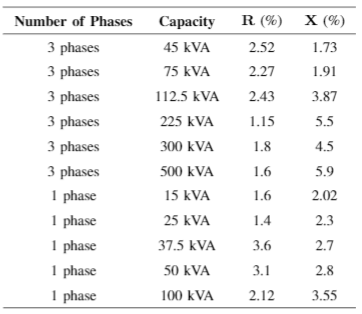 Number of Phases Capacity R (%) X (%)
3 phases 45 kVA 2.52 1.73
3 phases 75 kVA 2.27 1.91
3 phases 112.5 kVA 2.43 3.87
3 phases 225 kVA 1.15 5.5
3 phases 300 kVA 1.8 4.5
3 phases 500 kVA 1.6 5.9
1 phase 15 kVA 1.6 2.02
1 phase 25 kVA 1.4 2.3
1 phase 37.5 kVA 3.6 2.7
1 phase 50 kVA 3.1 2.8
1 phase 100 kVA 2.12 3.55